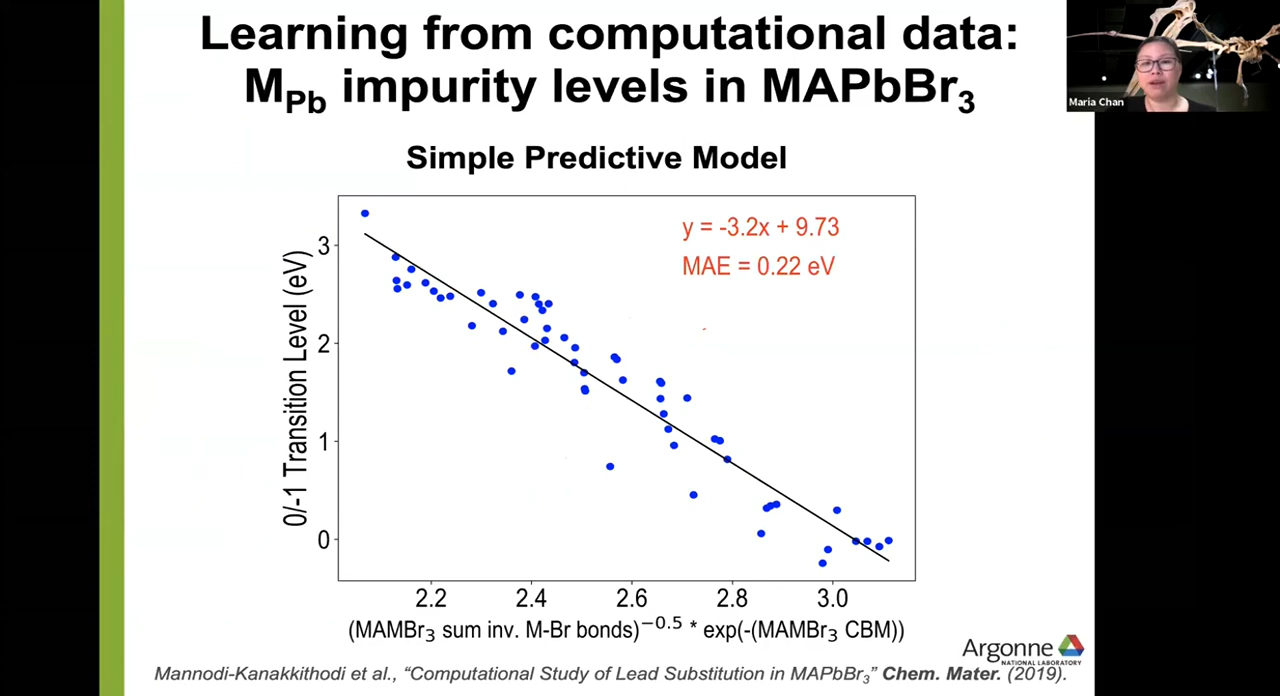 Learning from computational data:
M_Pb impurity levels in MAPbBr₃
Maria Chan
Simple Predictive Model
y = -3.2x + 9.73
MAE = 0.22 eV
0/-1 Transition Level (eV)
3
2
1
0
2.2 2.4 2.6 2.8 3.0
(MAMBr₃ sum inv. M-Br bonds)⁻⁰·⁵ * exp(-(MAMBr₃ CBM))
Argonne
NATIONAL LABORATORY
Mannodi-Kanakkithodi et al., “Computational Study of Lead Substitution in MAPbBr₃” Chem. Mater. (2019).